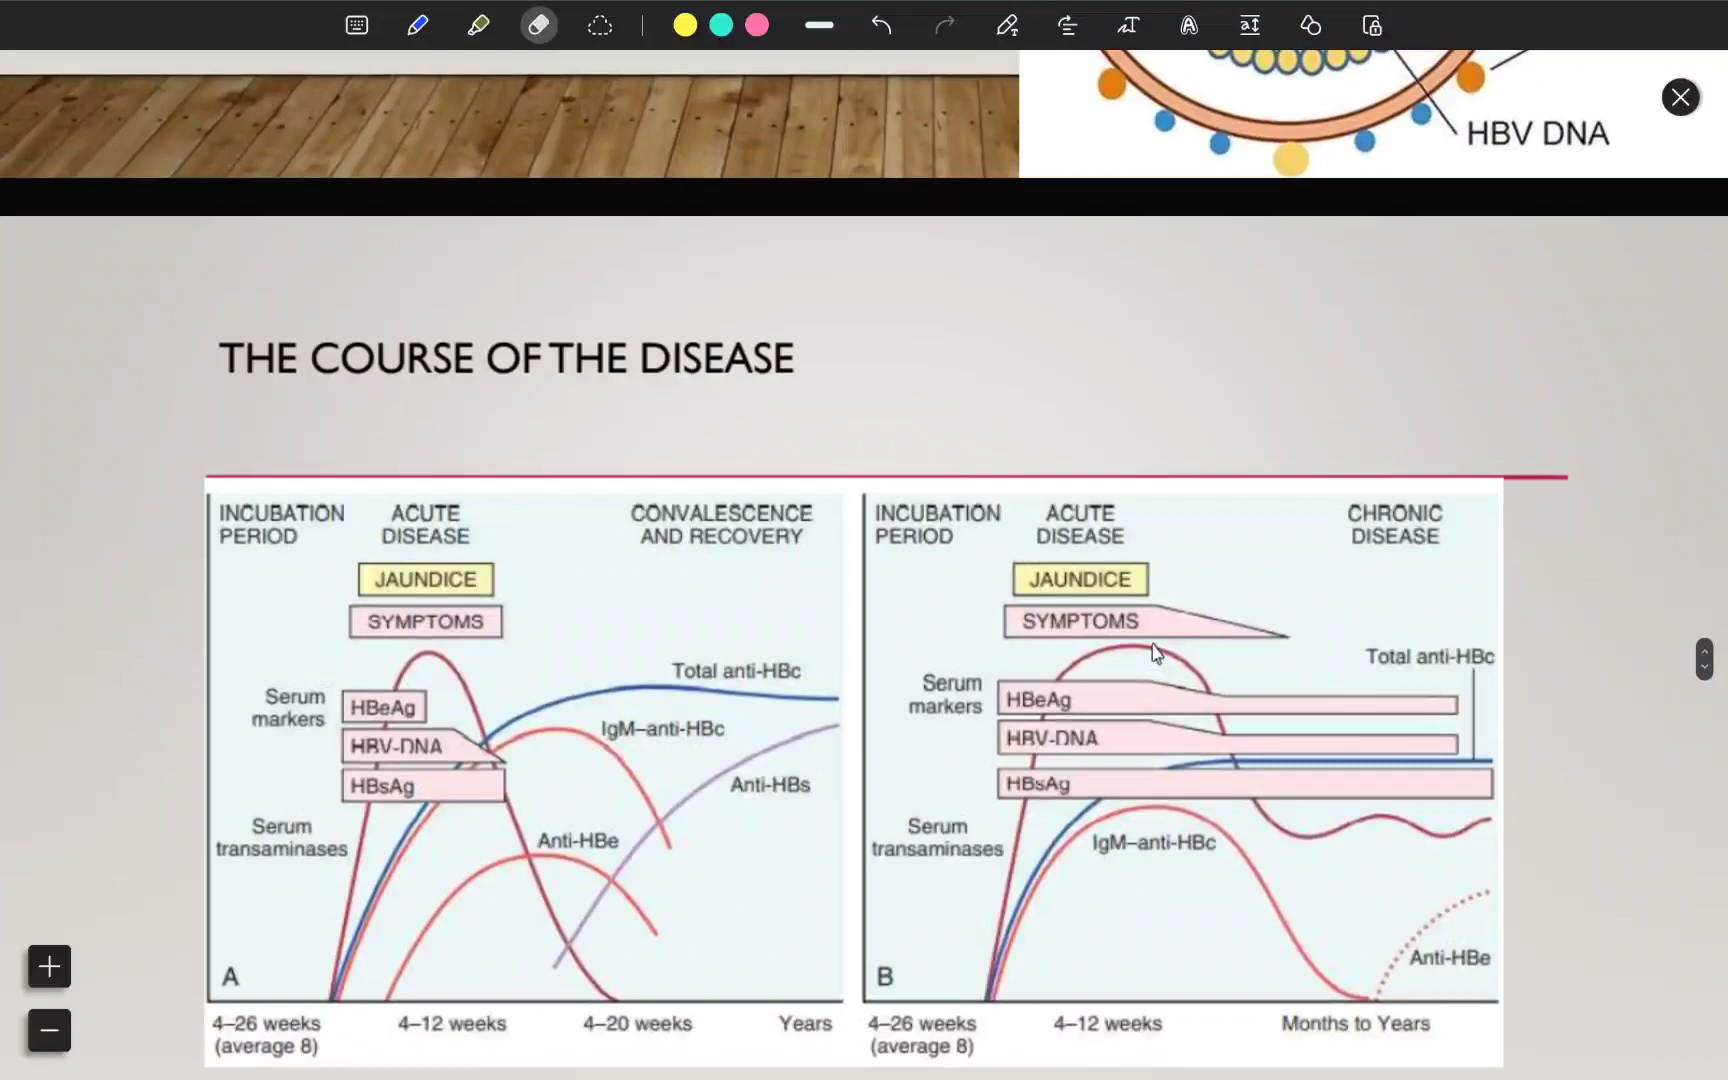 HBV DNA
THE COURSE OF THE DISEASE
INCUBATION
PERIOD
ACUTE
DISEASE
CONVALESCENCE
AND RECOVERY
JAUNDICE
SYMPTOMS
Total anti-HBc
Serum
markers
HBeAg
IgM–anti-HBc
HBV-DNA
HBsAg
Anti-HBs
Serum
transaminases
Anti-HBe
A
4–26 weeks
(average 8)
4–12 weeks
4–20 weeks
Years
INCUBATION
PERIOD
ACUTE
DISEASE
CHRONIC
DISEASE
JAUNDICE
SYMPTOMS
Total anti-HBc
Serum
markers
HBeAg
HBV-DNA
HBsAg
Serum
transaminases
IgM–anti-HBc
Anti-HBe
B
4–26 weeks
(average 8)
4–12 weeks
Months to Years